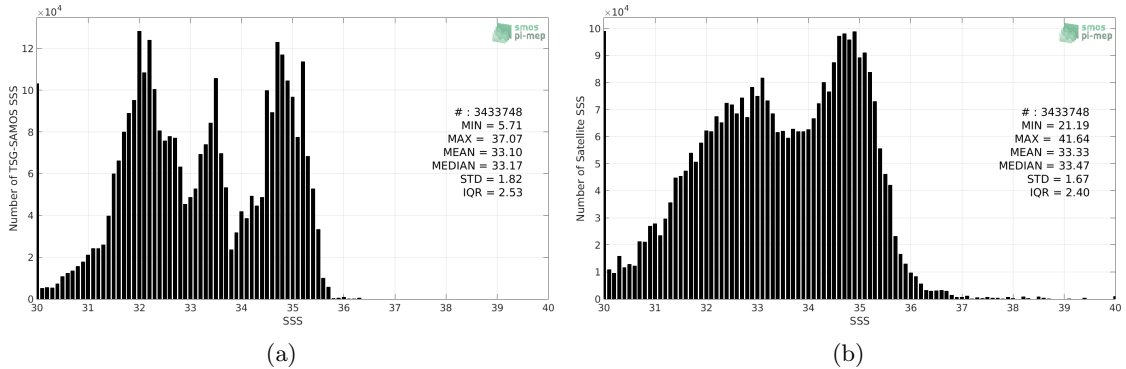 ×10⁴
12
10
8
6
4
2
0
Number of TSG-SAMOS SSS
smos
pi-mep
# : 3433748
MIN = 5.71
MAX = 37.07
MEAN = 33.10
MEDIAN = 33.17
STD = 1.82
IQR = 2.53
30 31 32 33 34 35 36 37 38 39 40
SSS
(a)
×10⁴
10
9
8
7
6
5
4
3
2
1
0
Number of Satellite SSS
smos
pi-mep
# : 3433748
MIN = 21.19
MAX = 41.64
MEAN = 33.33
MEDIAN = 33.47
STD = 1.67
IQR = 2.40
30 31 32 33 34 35 36 37 38 39 40
SSS
(b)